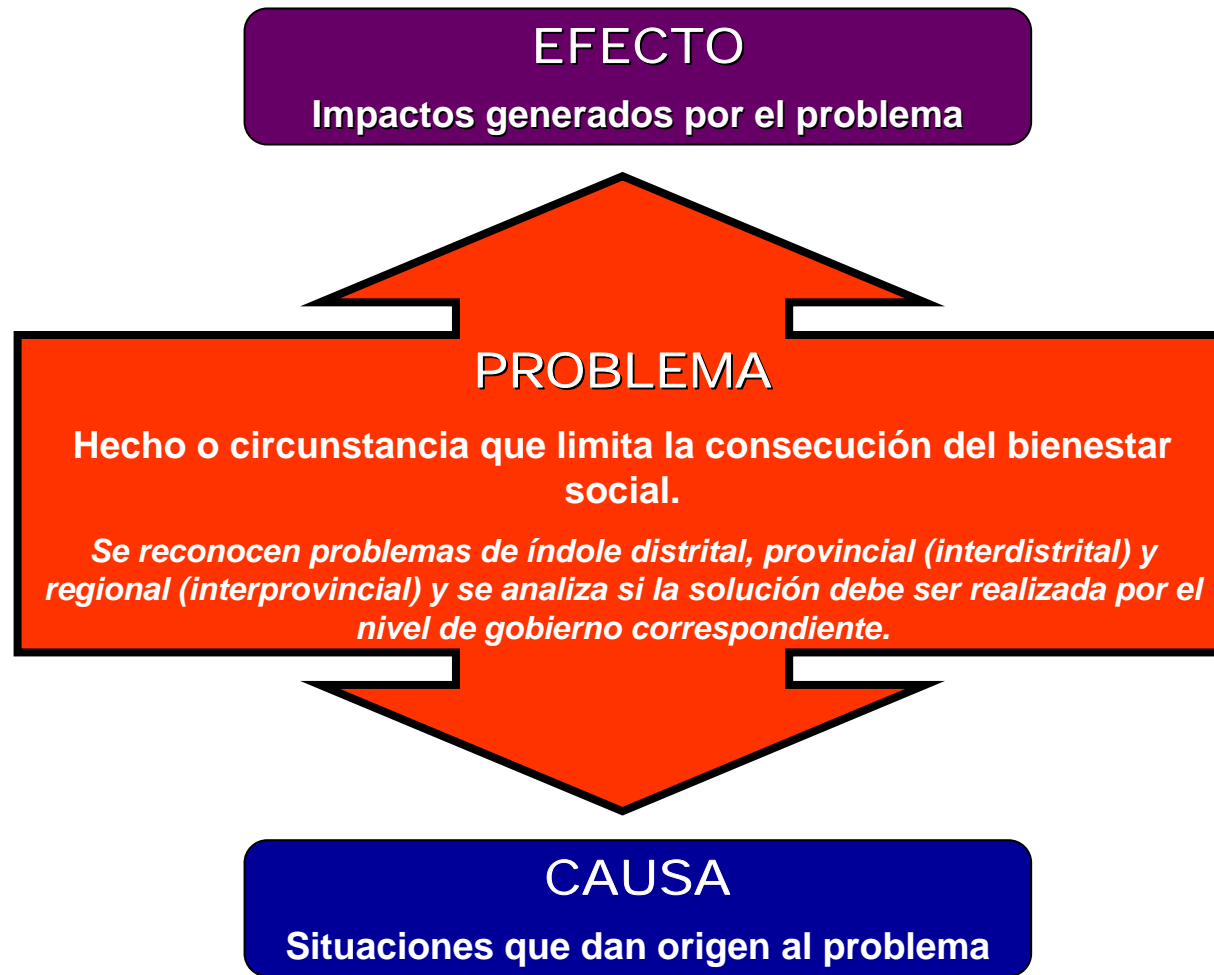 EFECTO
Impactos generados por el problema
PROBLEMA
Hecho o circunstancia que limita la consecución del bienestar
social.
Se reconocen problemas de índole distrital, provincial (interdistrital) y
regional (interprovincial) y se analiza si la solución debe ser realizada por el
nivel de gobierno correspondiente.
CAUSA
Situaciones que dan origen al problema